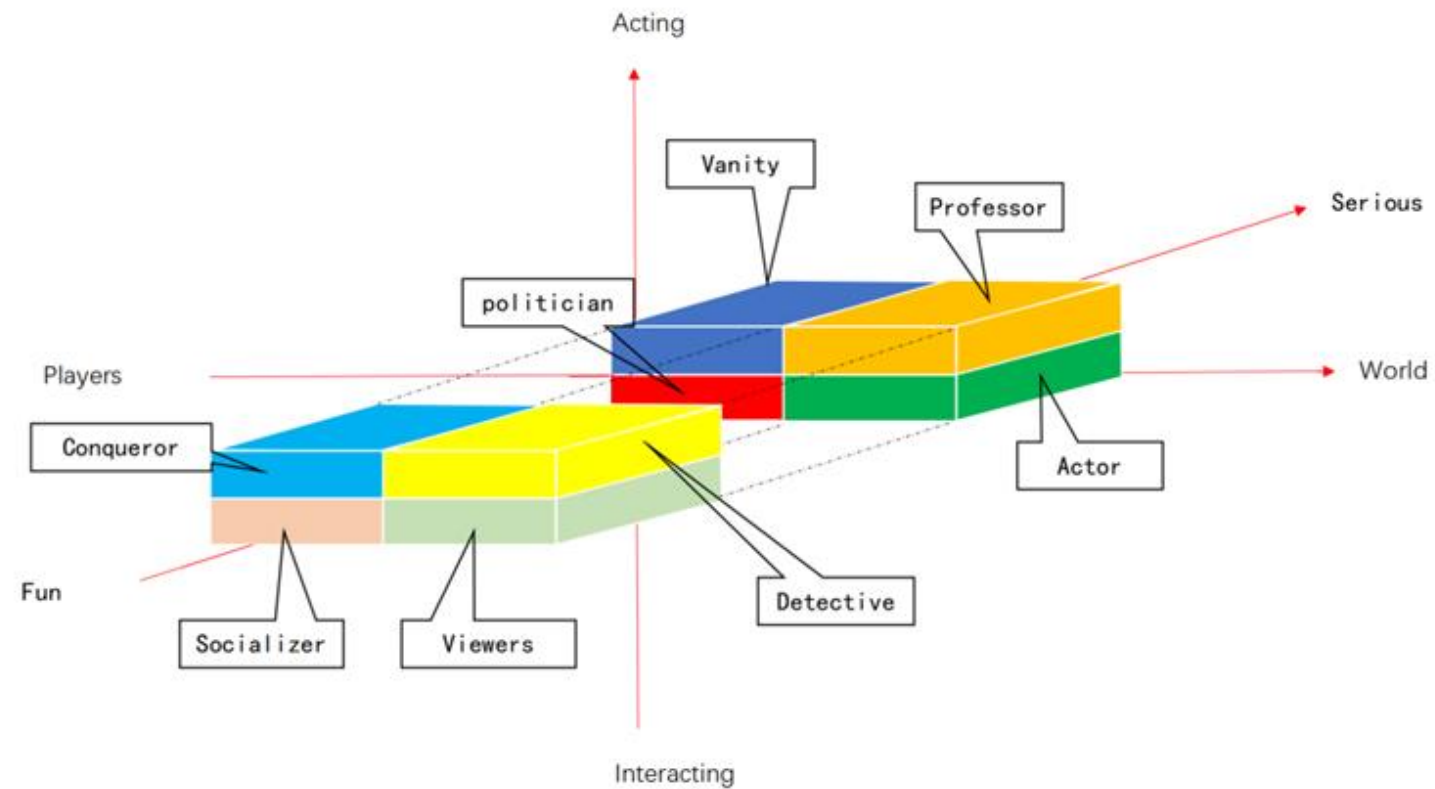 Acting
Vanity
Professor
Serious
politician
Players
World
Conqueror
Actor
Fun
Detective
Socializer
Viewers
Interacting